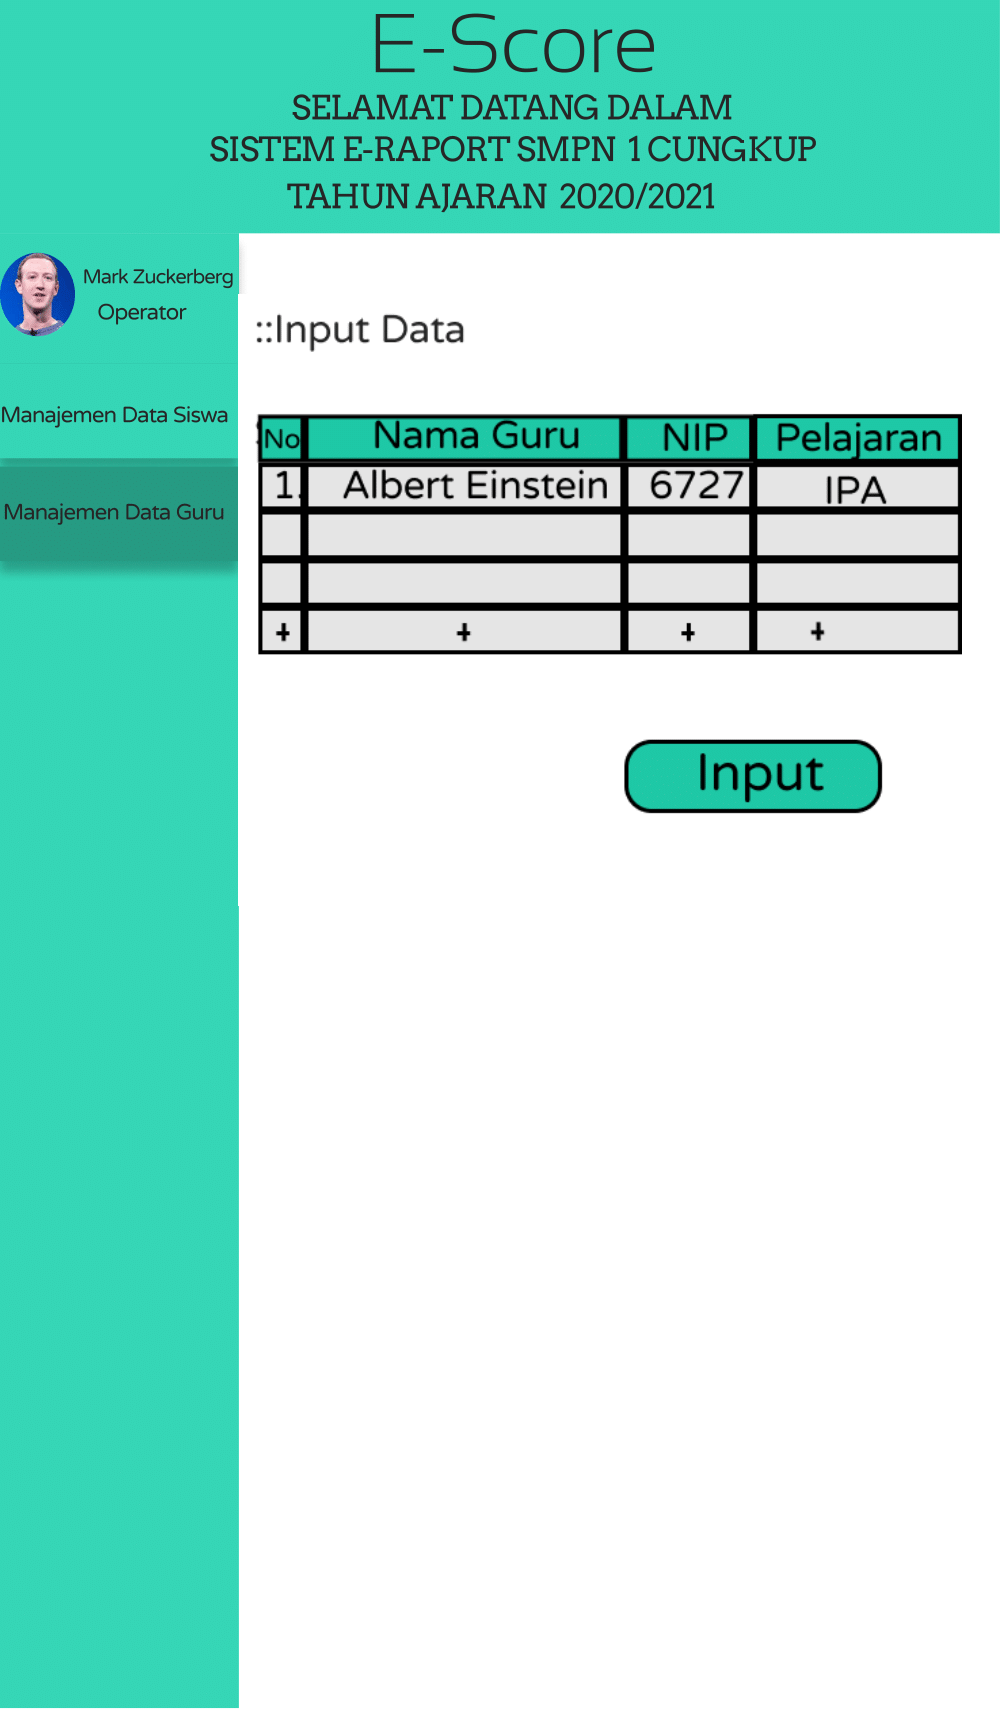 E-Score
SELAMAT DATANG DALAM
SISTEM E-RAPORT SMPN 1 CUNGKUP
TAHUN AJARAN 2020/2021
Mark Zuckerberg
Operator
Manajemen Data Siswa
Manajemen Data Guru
::Input Data
No Nama Guru NIP Pelajaran
1. Albert Einstein 6727 IPA
+ + + +
Input